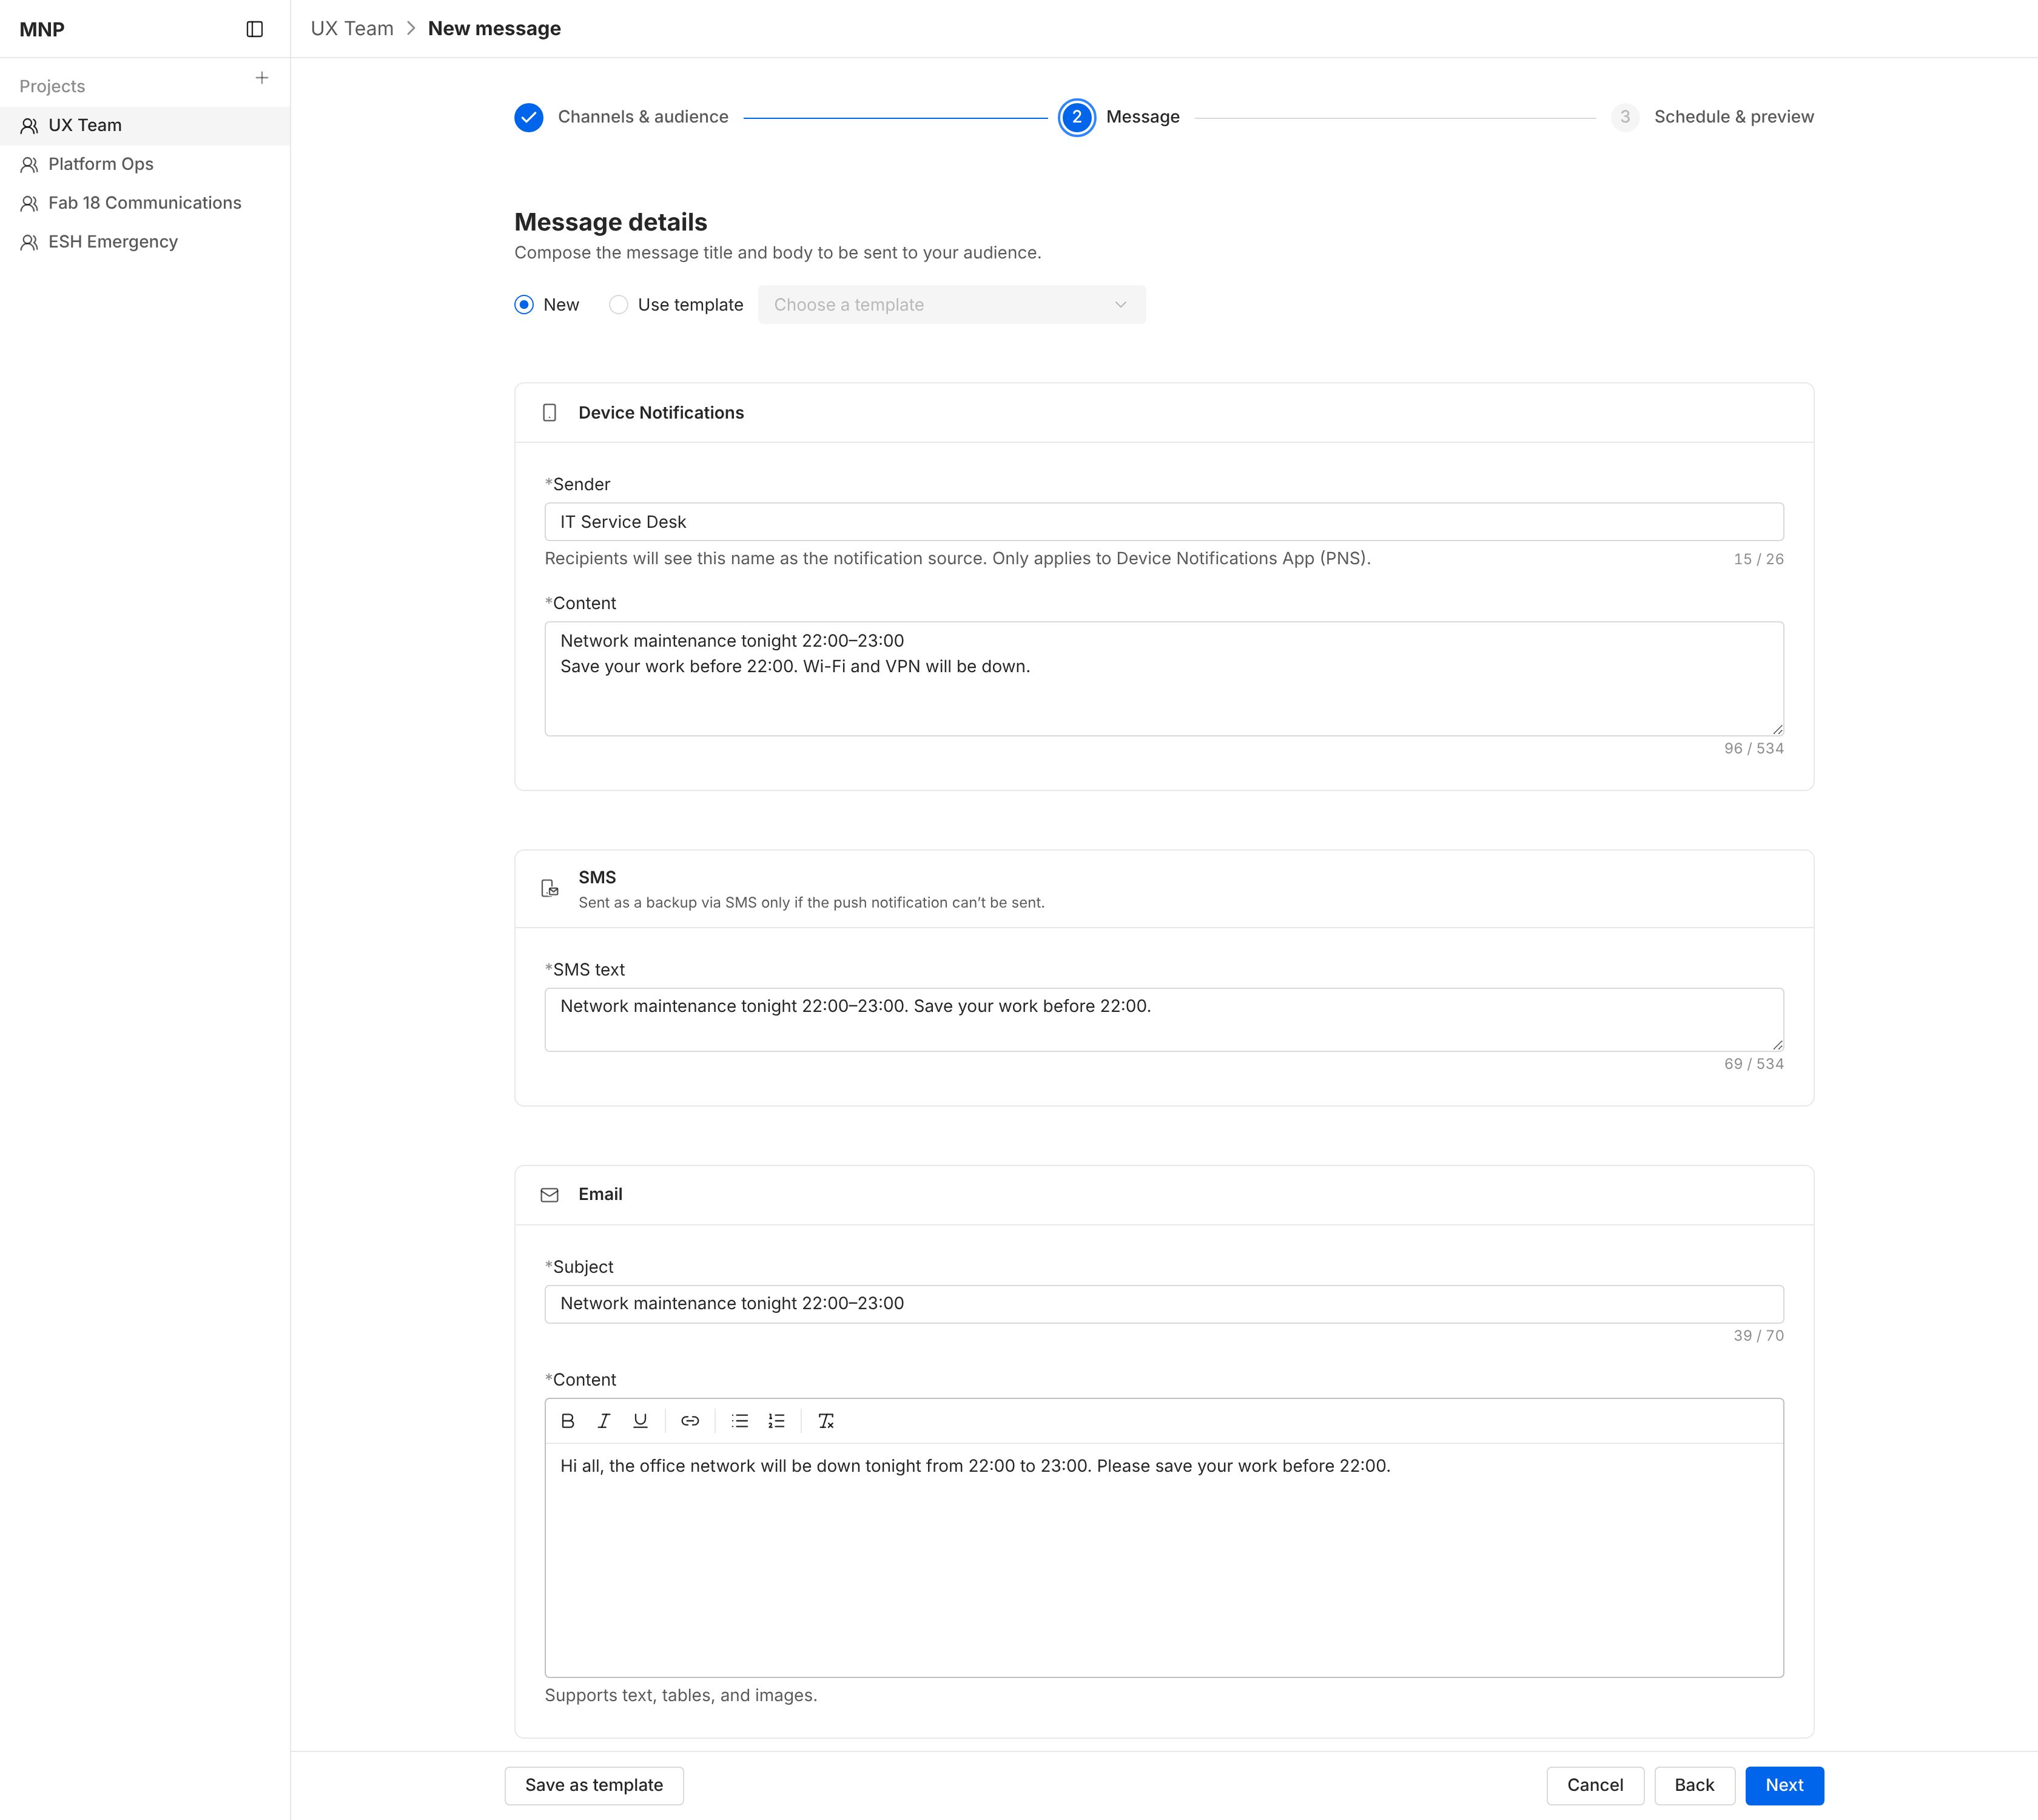 MNP
UX Team > New message
Projects
UX Team
Platform Ops
Fab 18 Communications
ESH Emergency
Channels & audience
2 Message
3 Schedule & preview
Message details
Compose the message title and body to be sent to your audience.
New
Use template
Choose a template
Device Notifications
*Sender
IT Service Desk
Recipients will see this name as the notification source. Only applies to Device Notifications App (PNS).
15 / 26
*Content
Network maintenance tonight 22:00–23:00
Save your work before 22:00. Wi-Fi and VPN will be down.
96 / 534
SMS
Sent as a backup via SMS only if the push notification can’t be sent.
*SMS text
Network maintenance tonight 22:00–23:00. Save your work before 22:00.
69 / 534
Email
*Subject
Network maintenance tonight 22:00–23:00
39 / 70
*Content
Hi all, the office network will be down tonight from 22:00 to 23:00. Please save your work before 22:00.
Supports text, tables, and images.
Save as template
Cancel
Back
Next